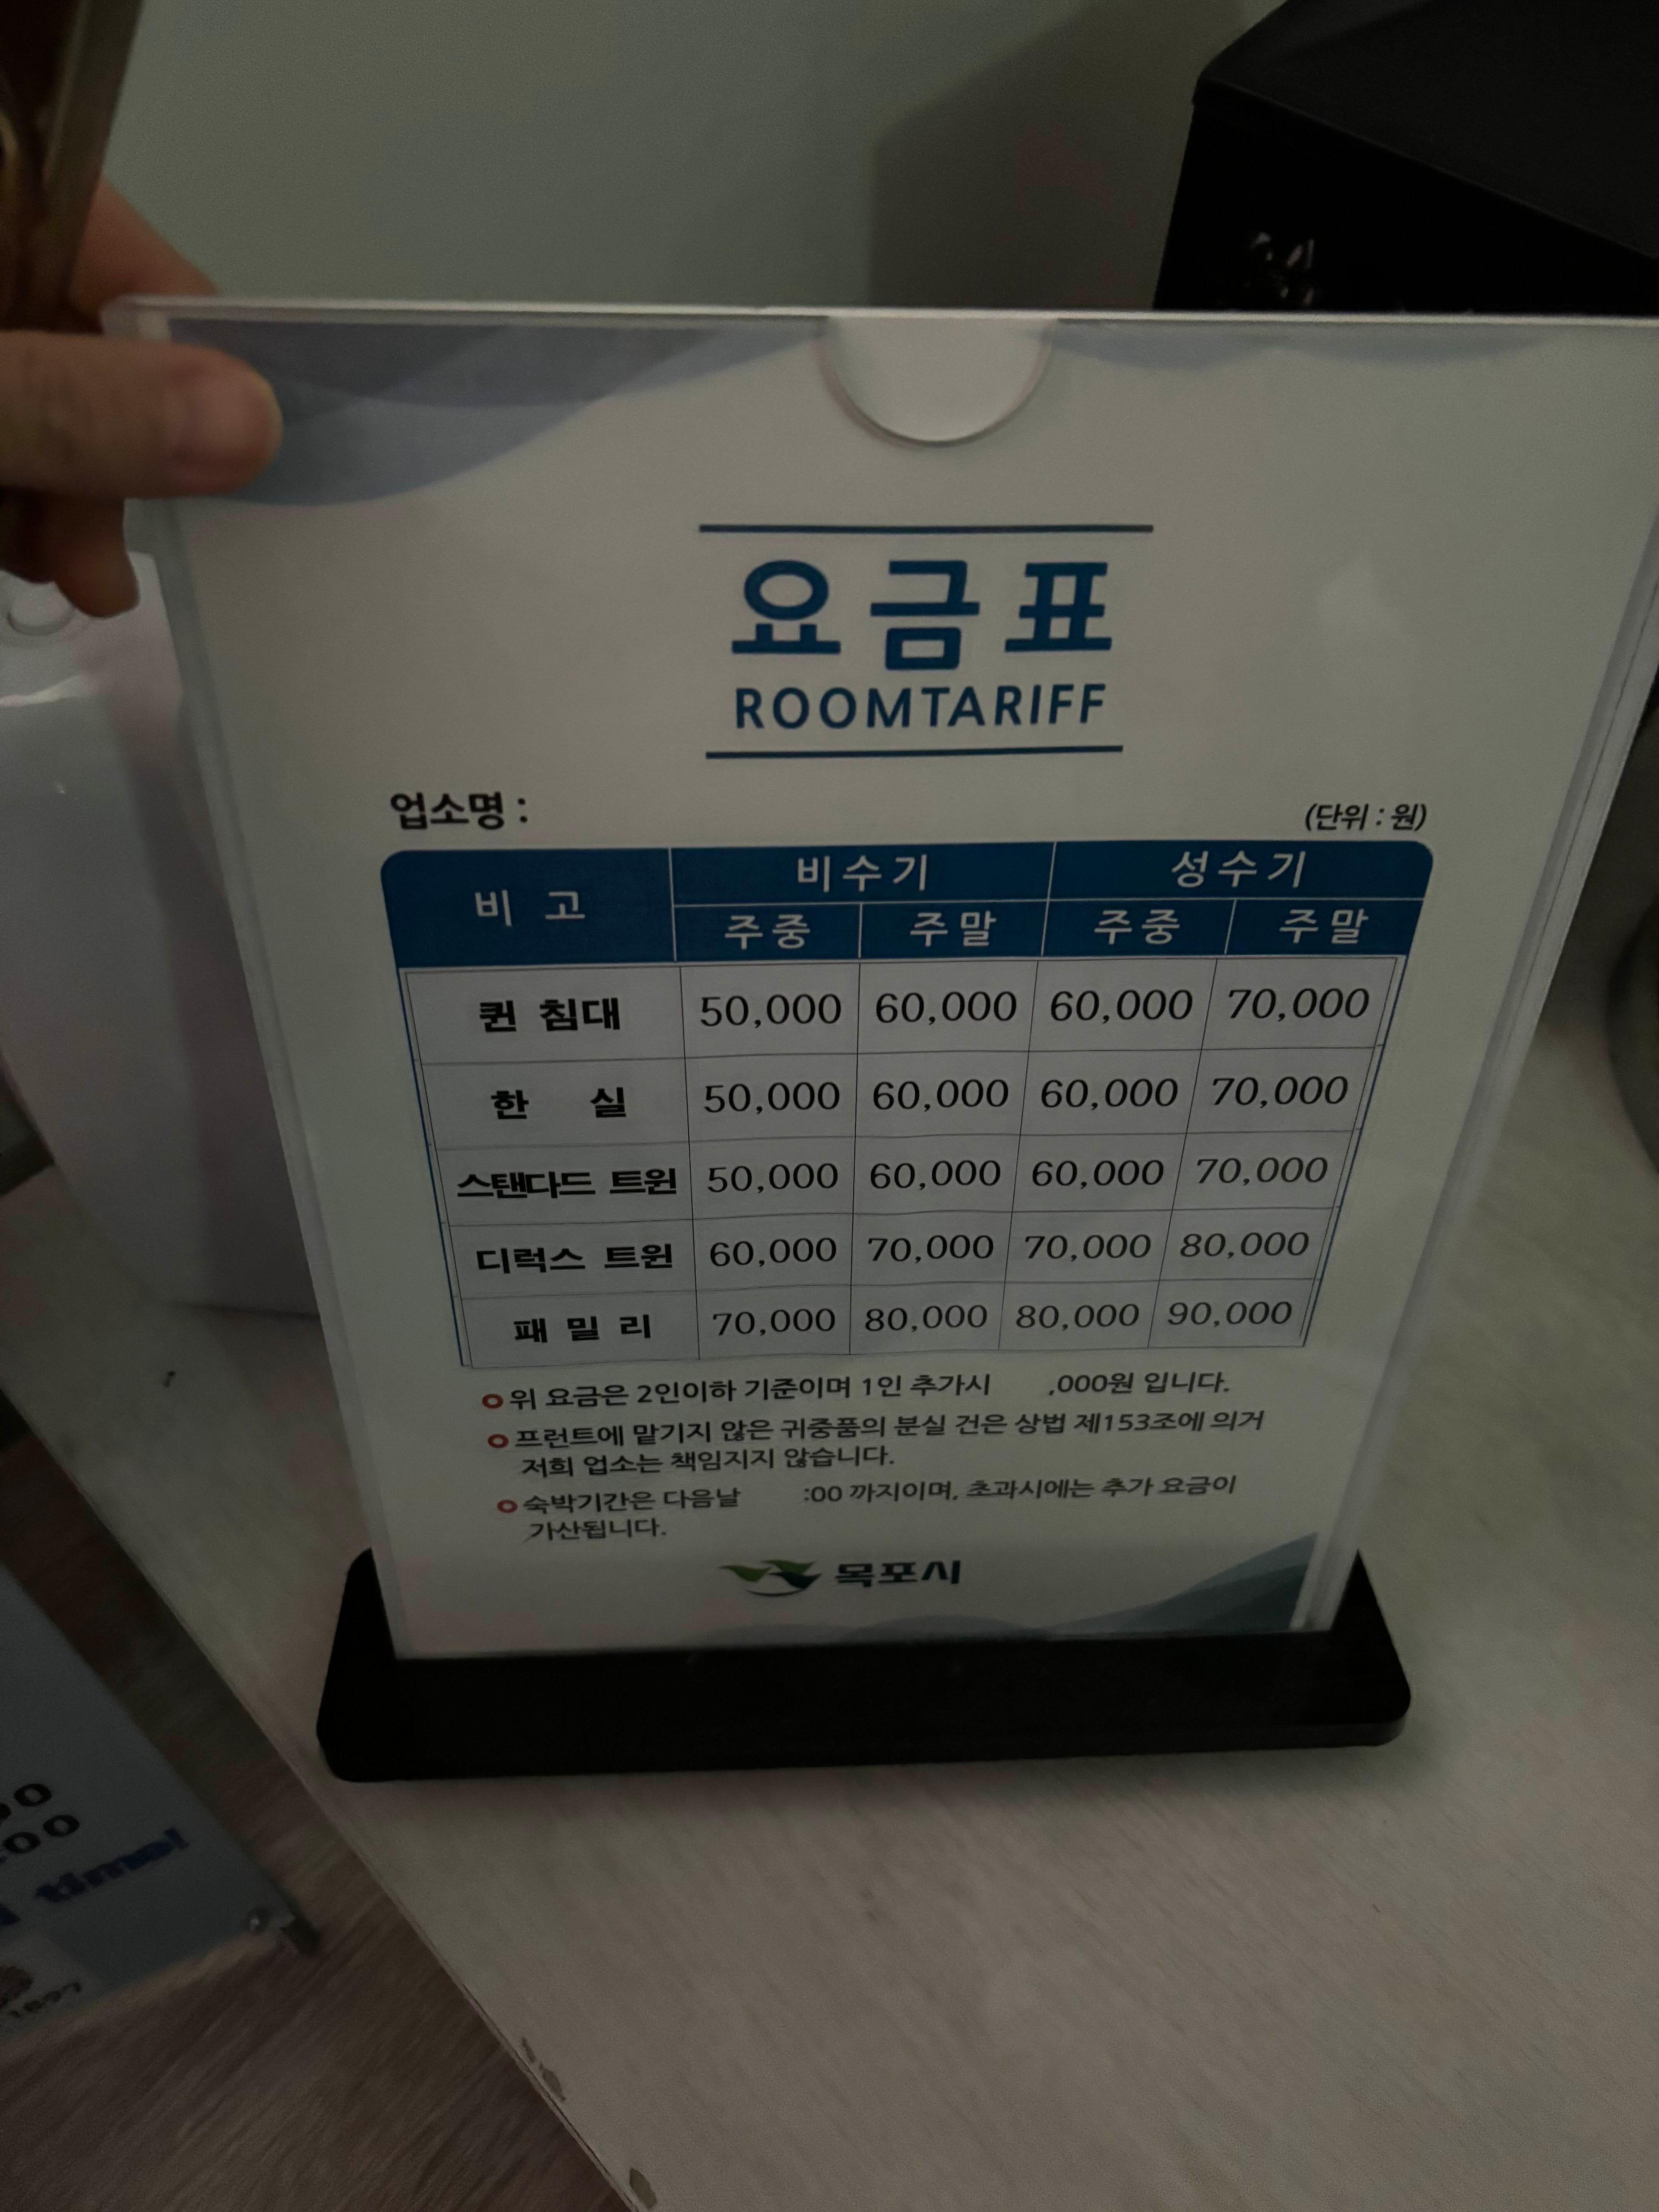 요금표
ROOMTARIFF
업소명 :
(단위 : 원)
비 고 비수기 성수기
주중 주말 주중 주말
퀸 침대 50,000 60,000 60,000 70,000
한 실 50,000 60,000 60,000 70,000
스탠다드 트윈 50,000 60,000 60,000 70,000
디럭스 트윈 60,000 70,000 70,000 80,000
패 밀 리 70,000 80,000 80,000 90,000
위 요금은 2인이하 기준이며 1인 추가시 ,000원 입니다.
프런트에 맡기지 않은 귀중품의 분실 건은 상법 제153조에 의거
저희 업소는 책임지지 않습니다.
숙박기간은 다음날 :00 까지이며, 초과시에는 추가 요금이
가산됩니다.
목포시
time!
1897